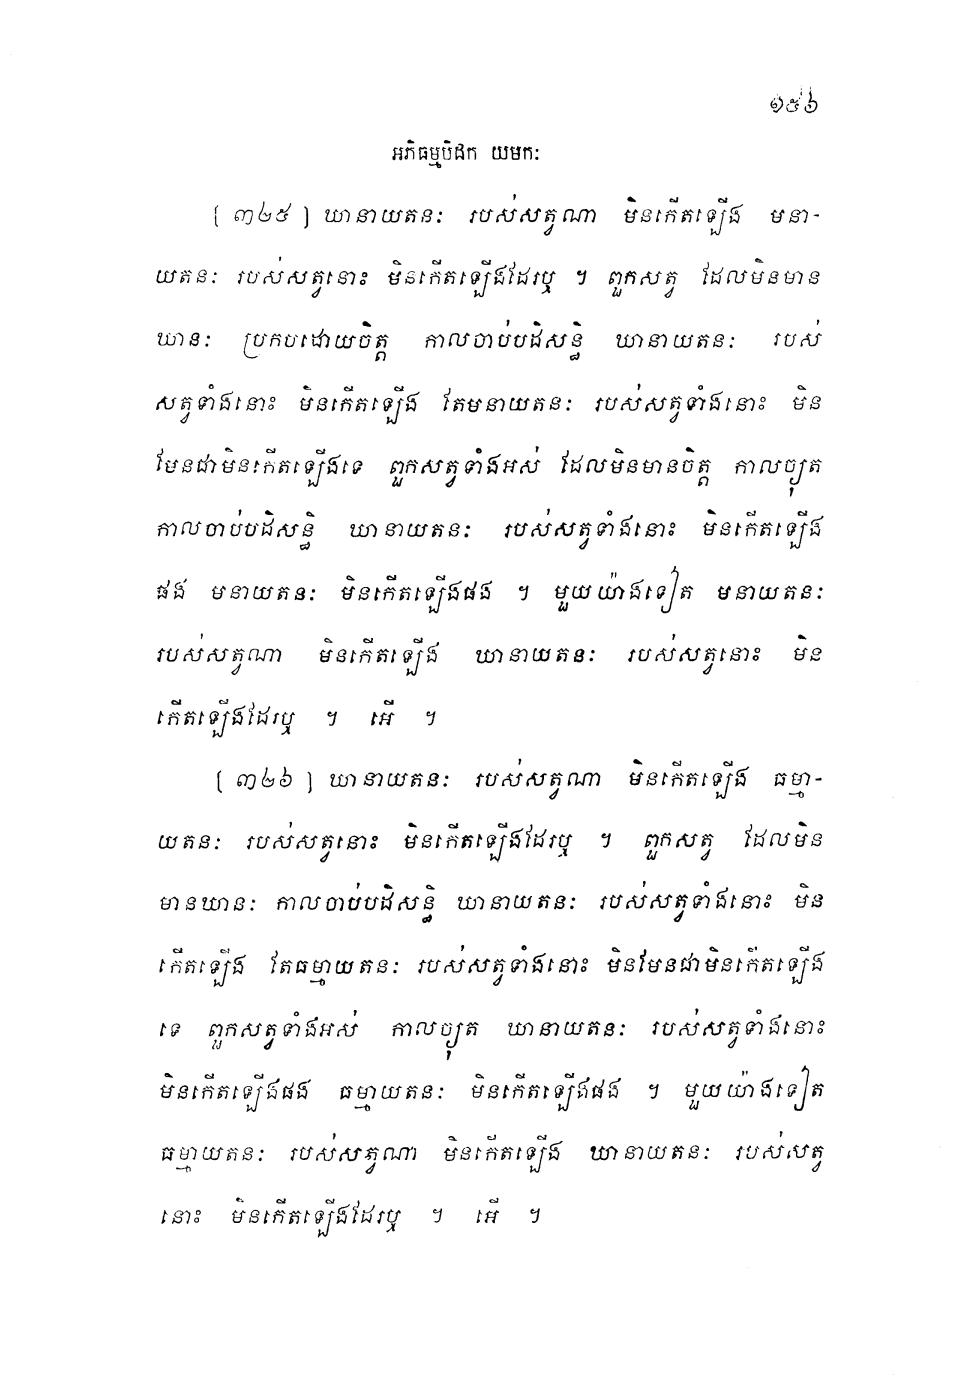 ១៥៦
អភិធម្មបិដក យមកៈ
[ ៣២៥ ] ឃានាយតនៈ របស់សត្វណា មិនកើតឡើង មនា-
យតនៈ របស់សត្វនោះ មិនកើតឡើងដែរឬ ។ ពួកសត្វ ដែលមិនមាន
ឃានៈ ប្រកបដោយចិត្ត កាលចាប់បដិសន្ធិ ឃានាយតនៈ របស់
សត្វទាំងនោះ មិនកើតឡើង តែមនាយតនៈ របស់សត្វទាំងនោះ មិន
មែនជាមិនកើតឡើងទេ ពួកសត្វទាំងអស់ ដែលមិនមានចិត្ត កាលច្យុត
កាលចាប់បដិសន្ធិ ឃានាយតនៈ របស់សត្វទាំងនោះ មិនកើតឡើង
ផង មនាយតនៈ មិនកើតឡើងផង ។ មួយយ៉ាងទៀត មនាយតនៈ
របស់សត្វណា មិនកើតឡើង ឃានាយតនៈ របស់សត្វនោះ មិន
កើតឡើងដែរឬ ។ អើ ។
[ ៣២៦ ] ឃានាយតនៈ របស់សត្វណា មិនកើតឡើង ធម្មា-
យតនៈ របស់សត្វនោះ មិនកើតឡើងដែរឬ ។ ពួកសត្វ ដែលមិន
មានឃានៈ កាលចាប់បដិសន្ធិ ឃានាយតនៈ របស់សត្វទាំងនោះ មិន
កើតឡើង តែធម្មាយតនៈ របស់សត្វទាំងនោះ មិនមែនជាមិនកើតឡើង
ទេ ពួកសត្វទាំងអស់ កាលច្យុត ឃានាយតនៈ របស់សត្វទាំងនោះ
មិនកើតឡើងផង ធម្មាយតនៈ មិនកើតឡើងផង ។ មួយយ៉ាងទៀត
ធម្មាយតនៈ របស់សត្វណា មិនកើតឡើង ឃានាយតនៈ របស់សត្វ
នោះ មិនកើតឡើងដែរឬ ។ អើ ។